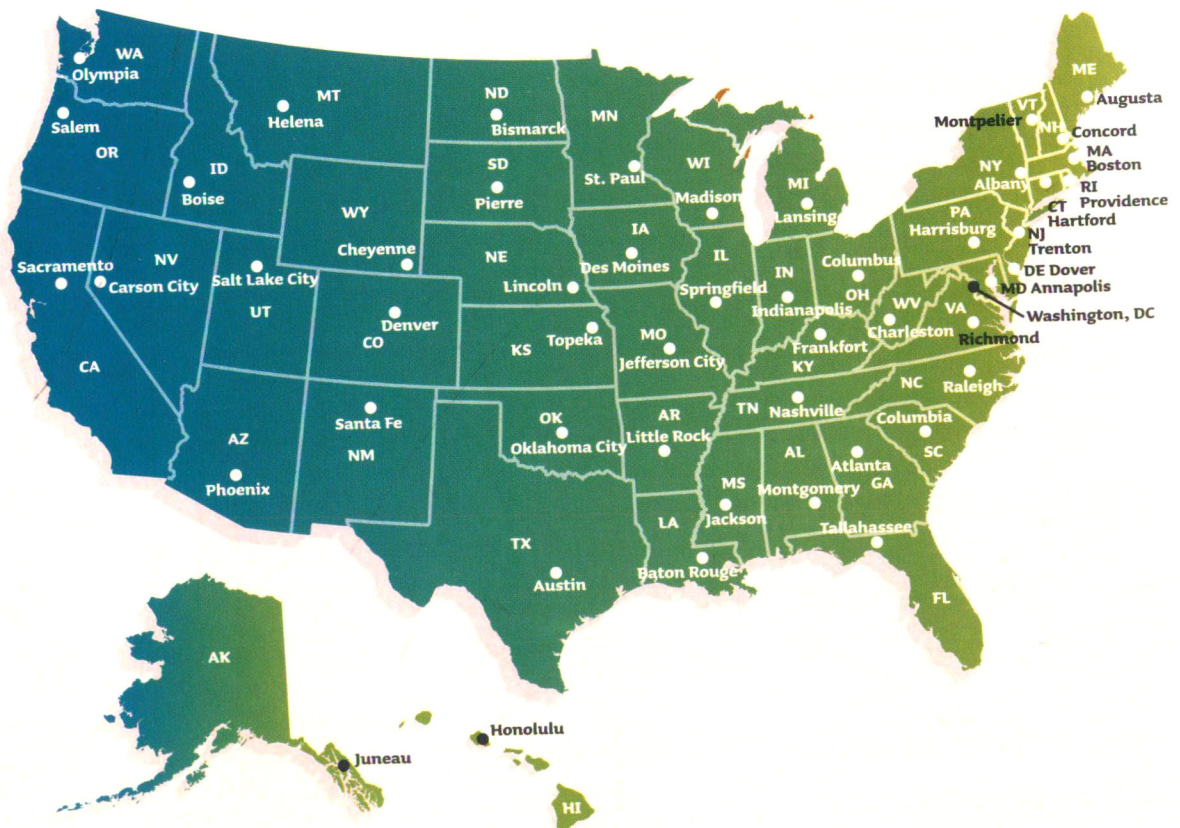 WA
Olympia
Salem
OR
MT
Helena
ID
Boise
ND
Bismarck
SD
Pierre
MN
St. Paul
WI
Madison
MI
Lansing
ME
Augusta
VT
Montpelier
NH
Concord
MA
Boston
NY
Albany
RI
Providence
CT
Hartford
PA
Harrisburg
NJ
Trenton
DE Dover
MD Annapolis
Washington, DC
WY
Cheyenne
NE
Lincoln
IA
Des Moines
IL
Springfield
IN
Indianapolis
Columbus
OH
WV
Charleston
VA
Richmond
Sacramento
NV
Carson City
CA
Salt Lake City
UT
Denver
CO
KS
Topeka
MO
Jefferson City
Frankfort
KY
TN
Nashville
NC
Raleigh
Columbia
SC
AZ
Phoenix
Santa Fe
NM
OK
Oklahoma City
AR
Little Rock
MS
Jackson
AL
Montgomery
Atlanta
GA
Tallahassee
FL
TX
Austin
LA
Baton Rouge
AK
Juneau
Honolulu
HI